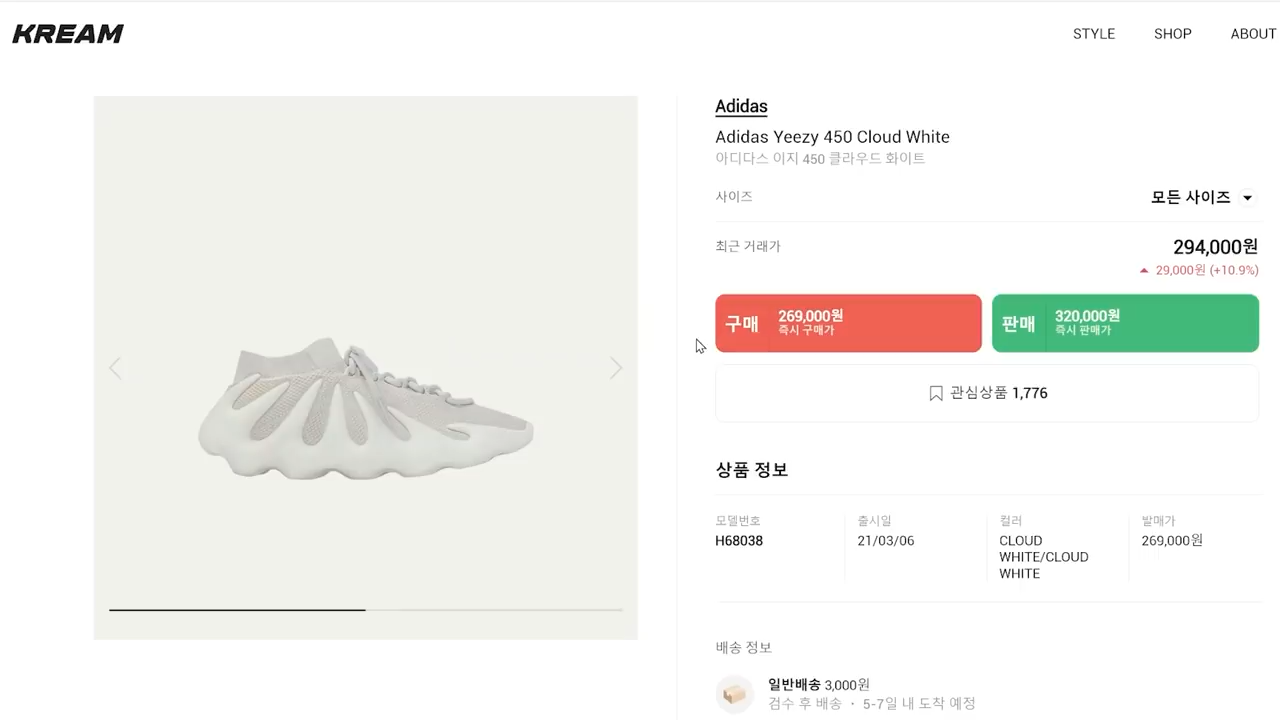 KREAM
STYLE
SHOP
ABOUT
Adidas
Adidas Yeezy 450 Cloud White
아디다스 이지 450 클라우드 화이트
사이즈
모든 사이즈
최근 거래가
294,000원
29,000원 (+10.9%)
구매
269,000원
즉시 구매가
판매
320,000원
즉시 판매가
관심상품 1,776
상품 정보
모델번호
H68038
출시일
21/03/06
컬러
CLOUD
WHITE/CLOUD
WHITE
발매가
269,000원
배송 정보
일반배송 3,000원
검수 후 배송 ・ 5-7일 내 도착 예정